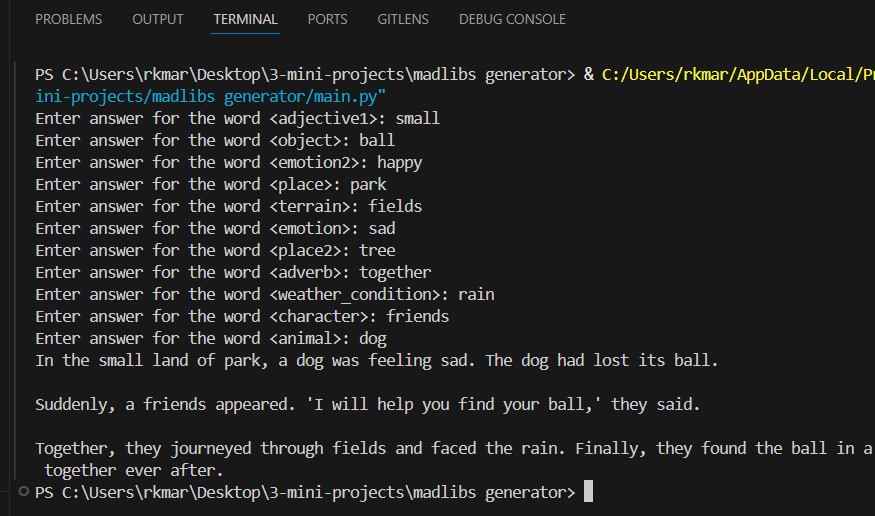 PROBLEMS OUTPUT TERMINAL PORTS GITLENS DEBUG CONSOLE
PS C:\Users\rkmar\Desktop\3-mini-projects\madlibs generator> & C:/Users/rkmar/AppData/Local/Pr
ini-projects/madlibs generator/main.py"
Enter answer for the word <adjective1>: small
Enter answer for the word <object>: ball
Enter answer for the word <emotion2>: happy
Enter answer for the word <place>: park
Enter answer for the word <terrain>: fields
Enter answer for the word <emotion>: sad
Enter answer for the word <place2>: tree
Enter answer for the word <adverb>: together
Enter answer for the word <weather_condition>: rain
Enter answer for the word <character>: friends
Enter answer for the word <animal>: dog
In the small land of park, a dog was feeling sad. The dog had lost its ball.
Suddenly, a friends appeared. 'I will help you find your ball,' they said.
Together, they journeyed through fields and faced the rain. Finally, they found the ball in a
together ever after.
PS C:\Users\rkmar\Desktop\3-mini-projects\madlibs generator>